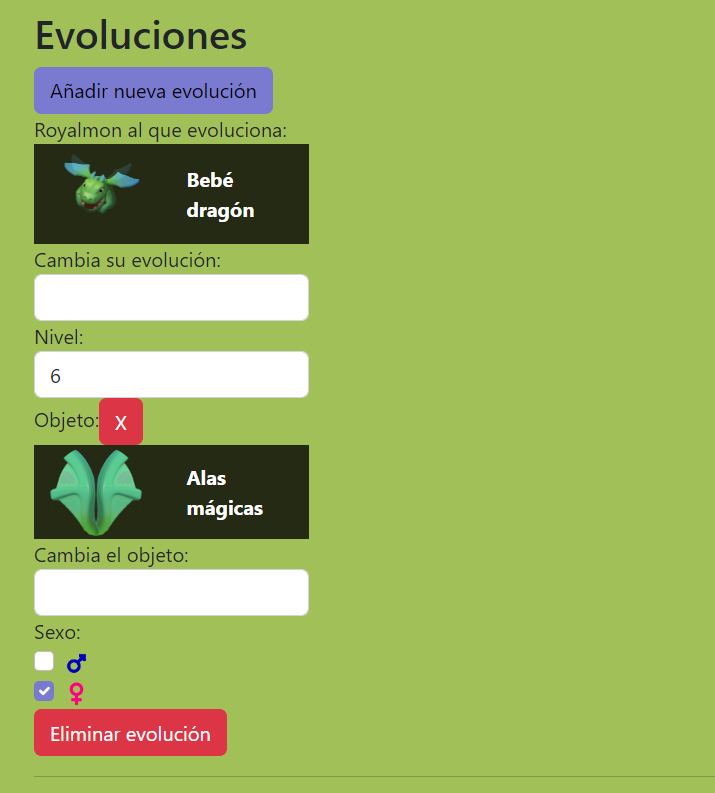 Evoluciones
Añadir nueva evolución
Royalmon al que evoluciona:
Bebé
dragón
Cambia su evolución:
Nivel:
6
Objeto: X
Alas
mágicas
Cambia el objeto:
Sexo:
♂
♀
Eliminar evolución